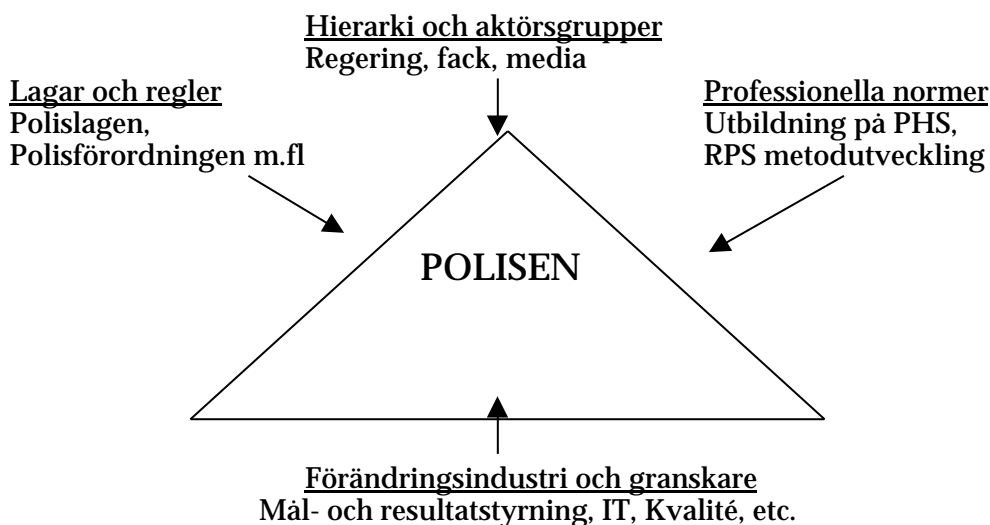 Hierarki och aktörsgrupper
Regering, fack, media
Lagar och regler
Polislagen,
Polisförordningen m.fl
Professionella normer
Utbildning på PHS,
RPS metodutveckling
POLISEN
Förändringsindustri och granskare
Mål- och resultatstyrning, IT, Kvalité, etc.